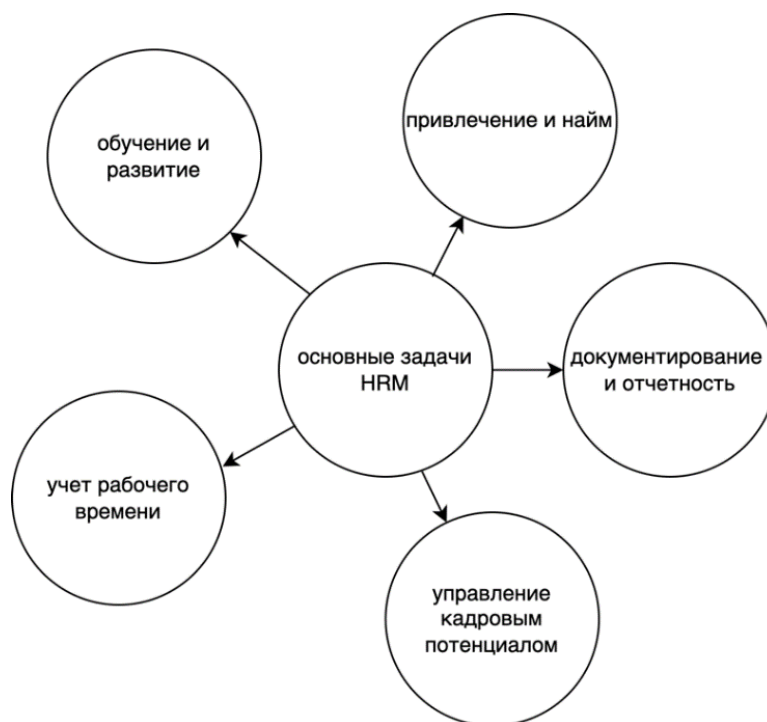 привлечение и найм
обучение и
развитие
основные задачи
HRM
документирование
и отчетность
учет рабочего
времени
управление
кадровым
потенциалом